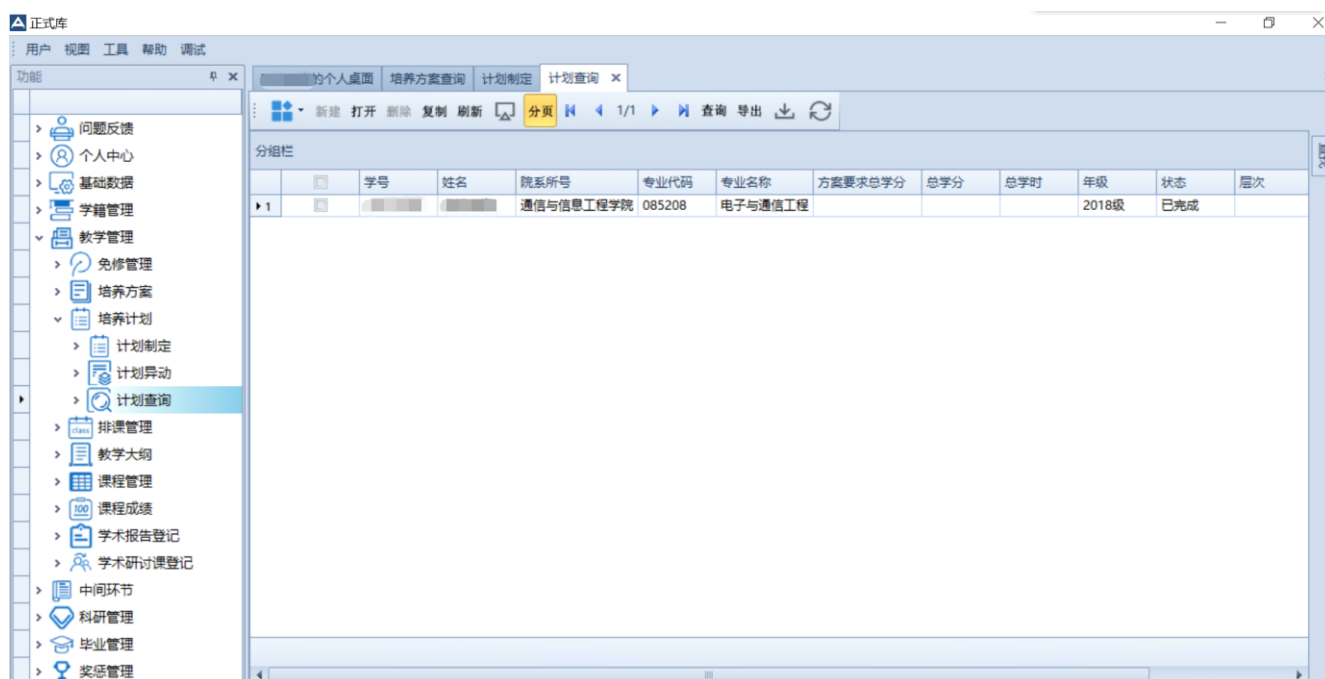 正式库
用户 视图 工具 帮助 调试
功能
的个人桌面 培养方案查询 计划制定 计划查询
新建 打开 删除 复制 刷新 分页 1/1 查询 导出
问题反馈
个人中心
基础数据
学籍管理
教学管理
免修管理
培养方案
培养计划
计划制定
计划异动
计划查询
class 排课管理
教学大纲
课程管理
100 课程成绩
学术报告登记
学术研讨课登记
中间环节
科研管理
毕业管理
奖惩管理
分组栏
学号 姓名 院系所号 专业代码 专业名称 方案要求总学分 总学分 总学时 年级 状态 层次
1 通信与信息工程学院 085208 电子与通信工程 2018级 已完成